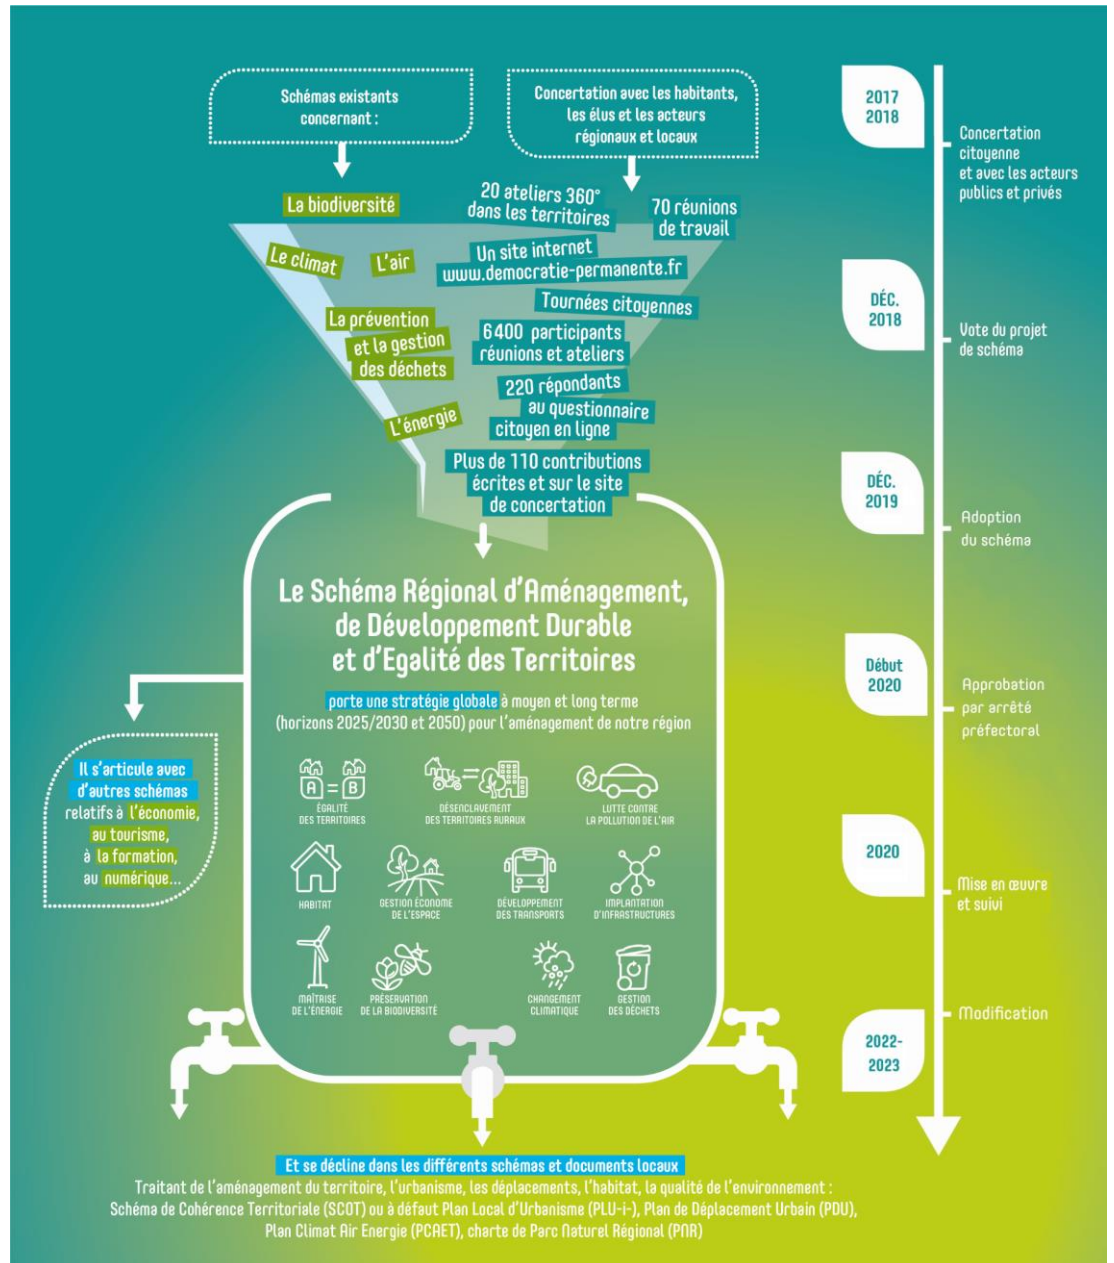 Schémas existants
concernant :
Concertation avec les habitants,
les élus et les acteurs
régionaux et locaux
La biodiversité
Le climat
L'air
La prévention
et la gestion
des déchets
L'énergie
20 ateliers 360°
dans les territoires
70 réunions
de travail
Un site internet
www.democratie-permanente.fr
Tournées citoyennes
6400 participants
réunions et ateliers
220 répondants
au questionnaire
citoyen en ligne
Plus de 110 contributions
écrites et sur le site
de concertation
Le Schéma Régional d'Aménagement,
de Développement Durable
et d'Egalité des Territoires
porte une stratégie globale à moyen et long terme
(horizons 2025/2030 et 2050) pour l'aménagement de notre région
A = B
ÉGALITÉ
DES TERRITOIRES
DÉSENCLAVEMENT
DES TERRITOIRES RURAUX
LUTTE CONTRE
LA POLLUTION DE L'AIR
HABITAT
GESTION ÉCONOME
DE L'ESPACE
DÉVELOPPEMENT
DES TRANSPORTS
IMPLANTATION
D'INFRASTRUCTURES
MAÎTRISE
DE L'ÉNERGIE
PRÉSERVATION
DE LA BIODIVERSITÉ
CHANGEMENT
CLIMATIQUE
GESTION
DES DÉCHETS
Il s'articule avec
d'autres schémas
relatifs à l'économie,
au tourisme,
à la formation,
au numérique...
Et se décline dans les différents schémas et documents locaux
Traitant de l'aménagement du territoire, l'urbanisme, les déplacements, l'habitat, la qualité de l'environnement :
Schéma de Cohérence Territoriale (SCOT) ou à défaut Plan Local d'Urbanisme (PLU-i-), Plan de Déplacement Urbain (PDU),
Plan Climat Air Energie (PCAET), charte de Parc Naturel Régional (PNR)
2017
2018
Concertation
citoyenne
et avec les acteurs
publics et privés
DÉC.
2018
Vote du projet
de schéma
DÉC.
2019
Adoption
du schéma
Début
2020
Approbation
par arrêté
préfectoral
2020
Mise en œuvre
et suivi
2022-
2023
Modification